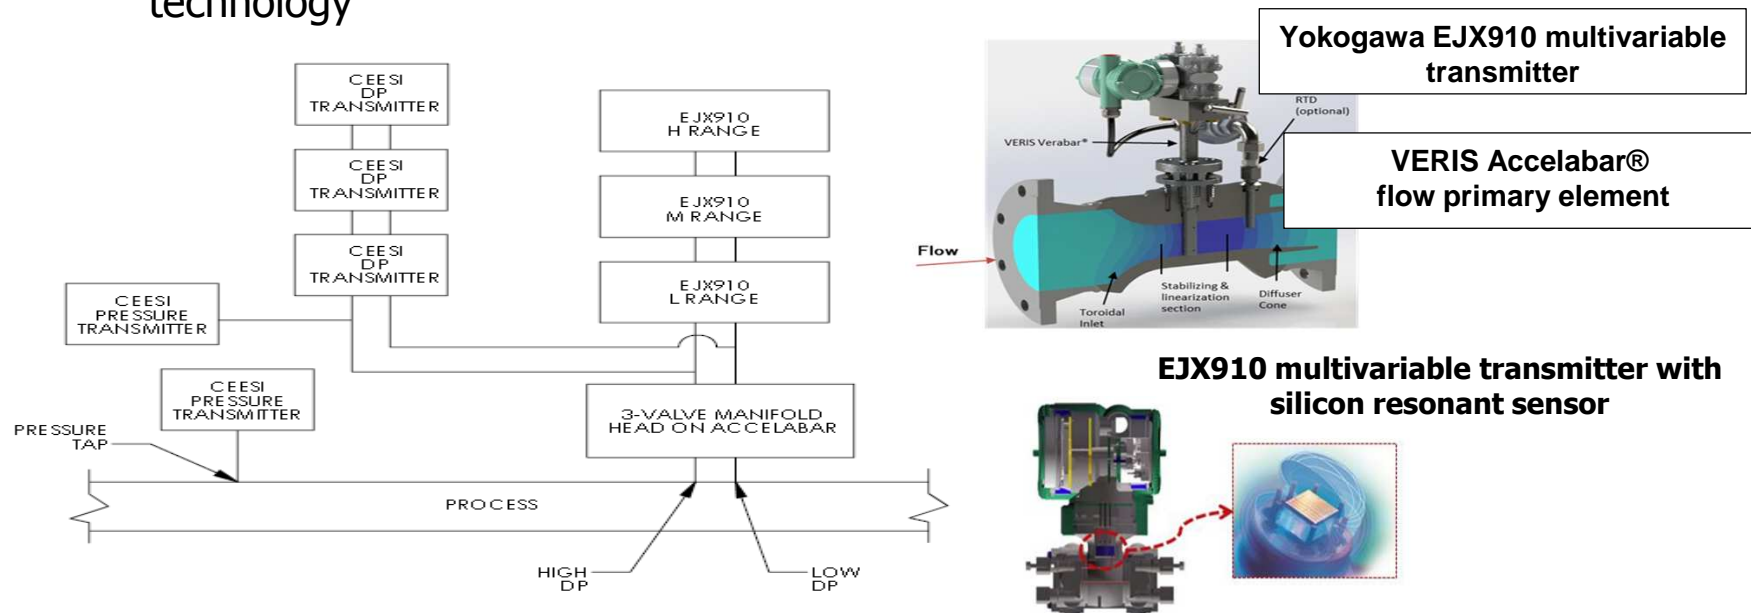 technology
CEESI
DP
TRANSMITTER
CEESI
DP
TRANSMITTER
CEESI
DP
TRANSMITTER
CEESI
PRESSURE
TRANSMITTER
CEESI
PRESSURE
TRANSMITTER
PRESSURE
TAP
EJX910
H RANGE
EJX910
M RANGE
EJX910
L RANGE
3-VALVE MANIFOLD
HEAD ON ACCELABAR
PROCESS
HIGH
DP
LOW
DP
Yokogawa EJX910 multivariable
transmitter
RTD
(optional)
VERIS Verabar®
VERIS Accelabar®
flow primary element
Flow
Stabilizing &
linearization
section
Diffuser
Cone
Toroidal
Inlet
EJX910 multivariable transmitter with
silicon resonant sensor